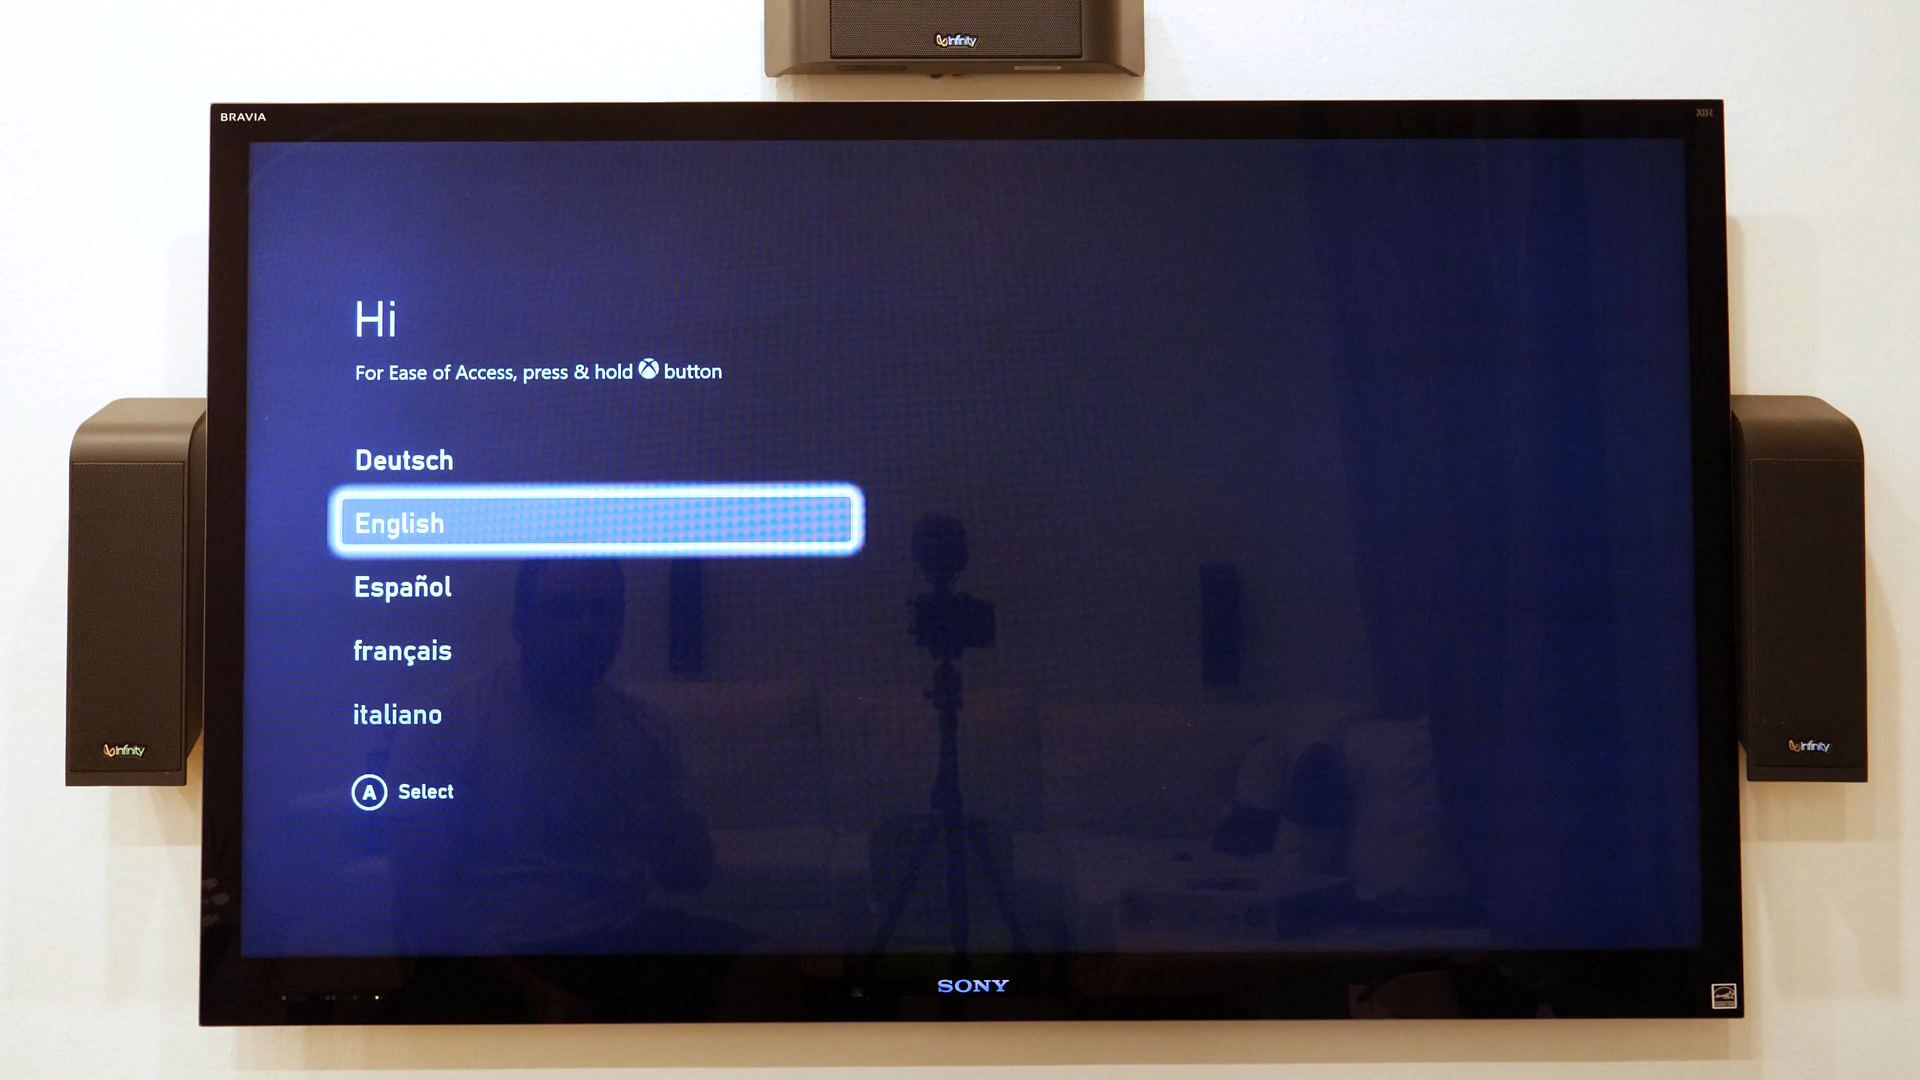 Infinity
BRAVIA
XBR
Hi
For Ease of Access, press & hold button
Deutsch
English
Español
français
italiano
A Select
Infinity
Infinity
SONY